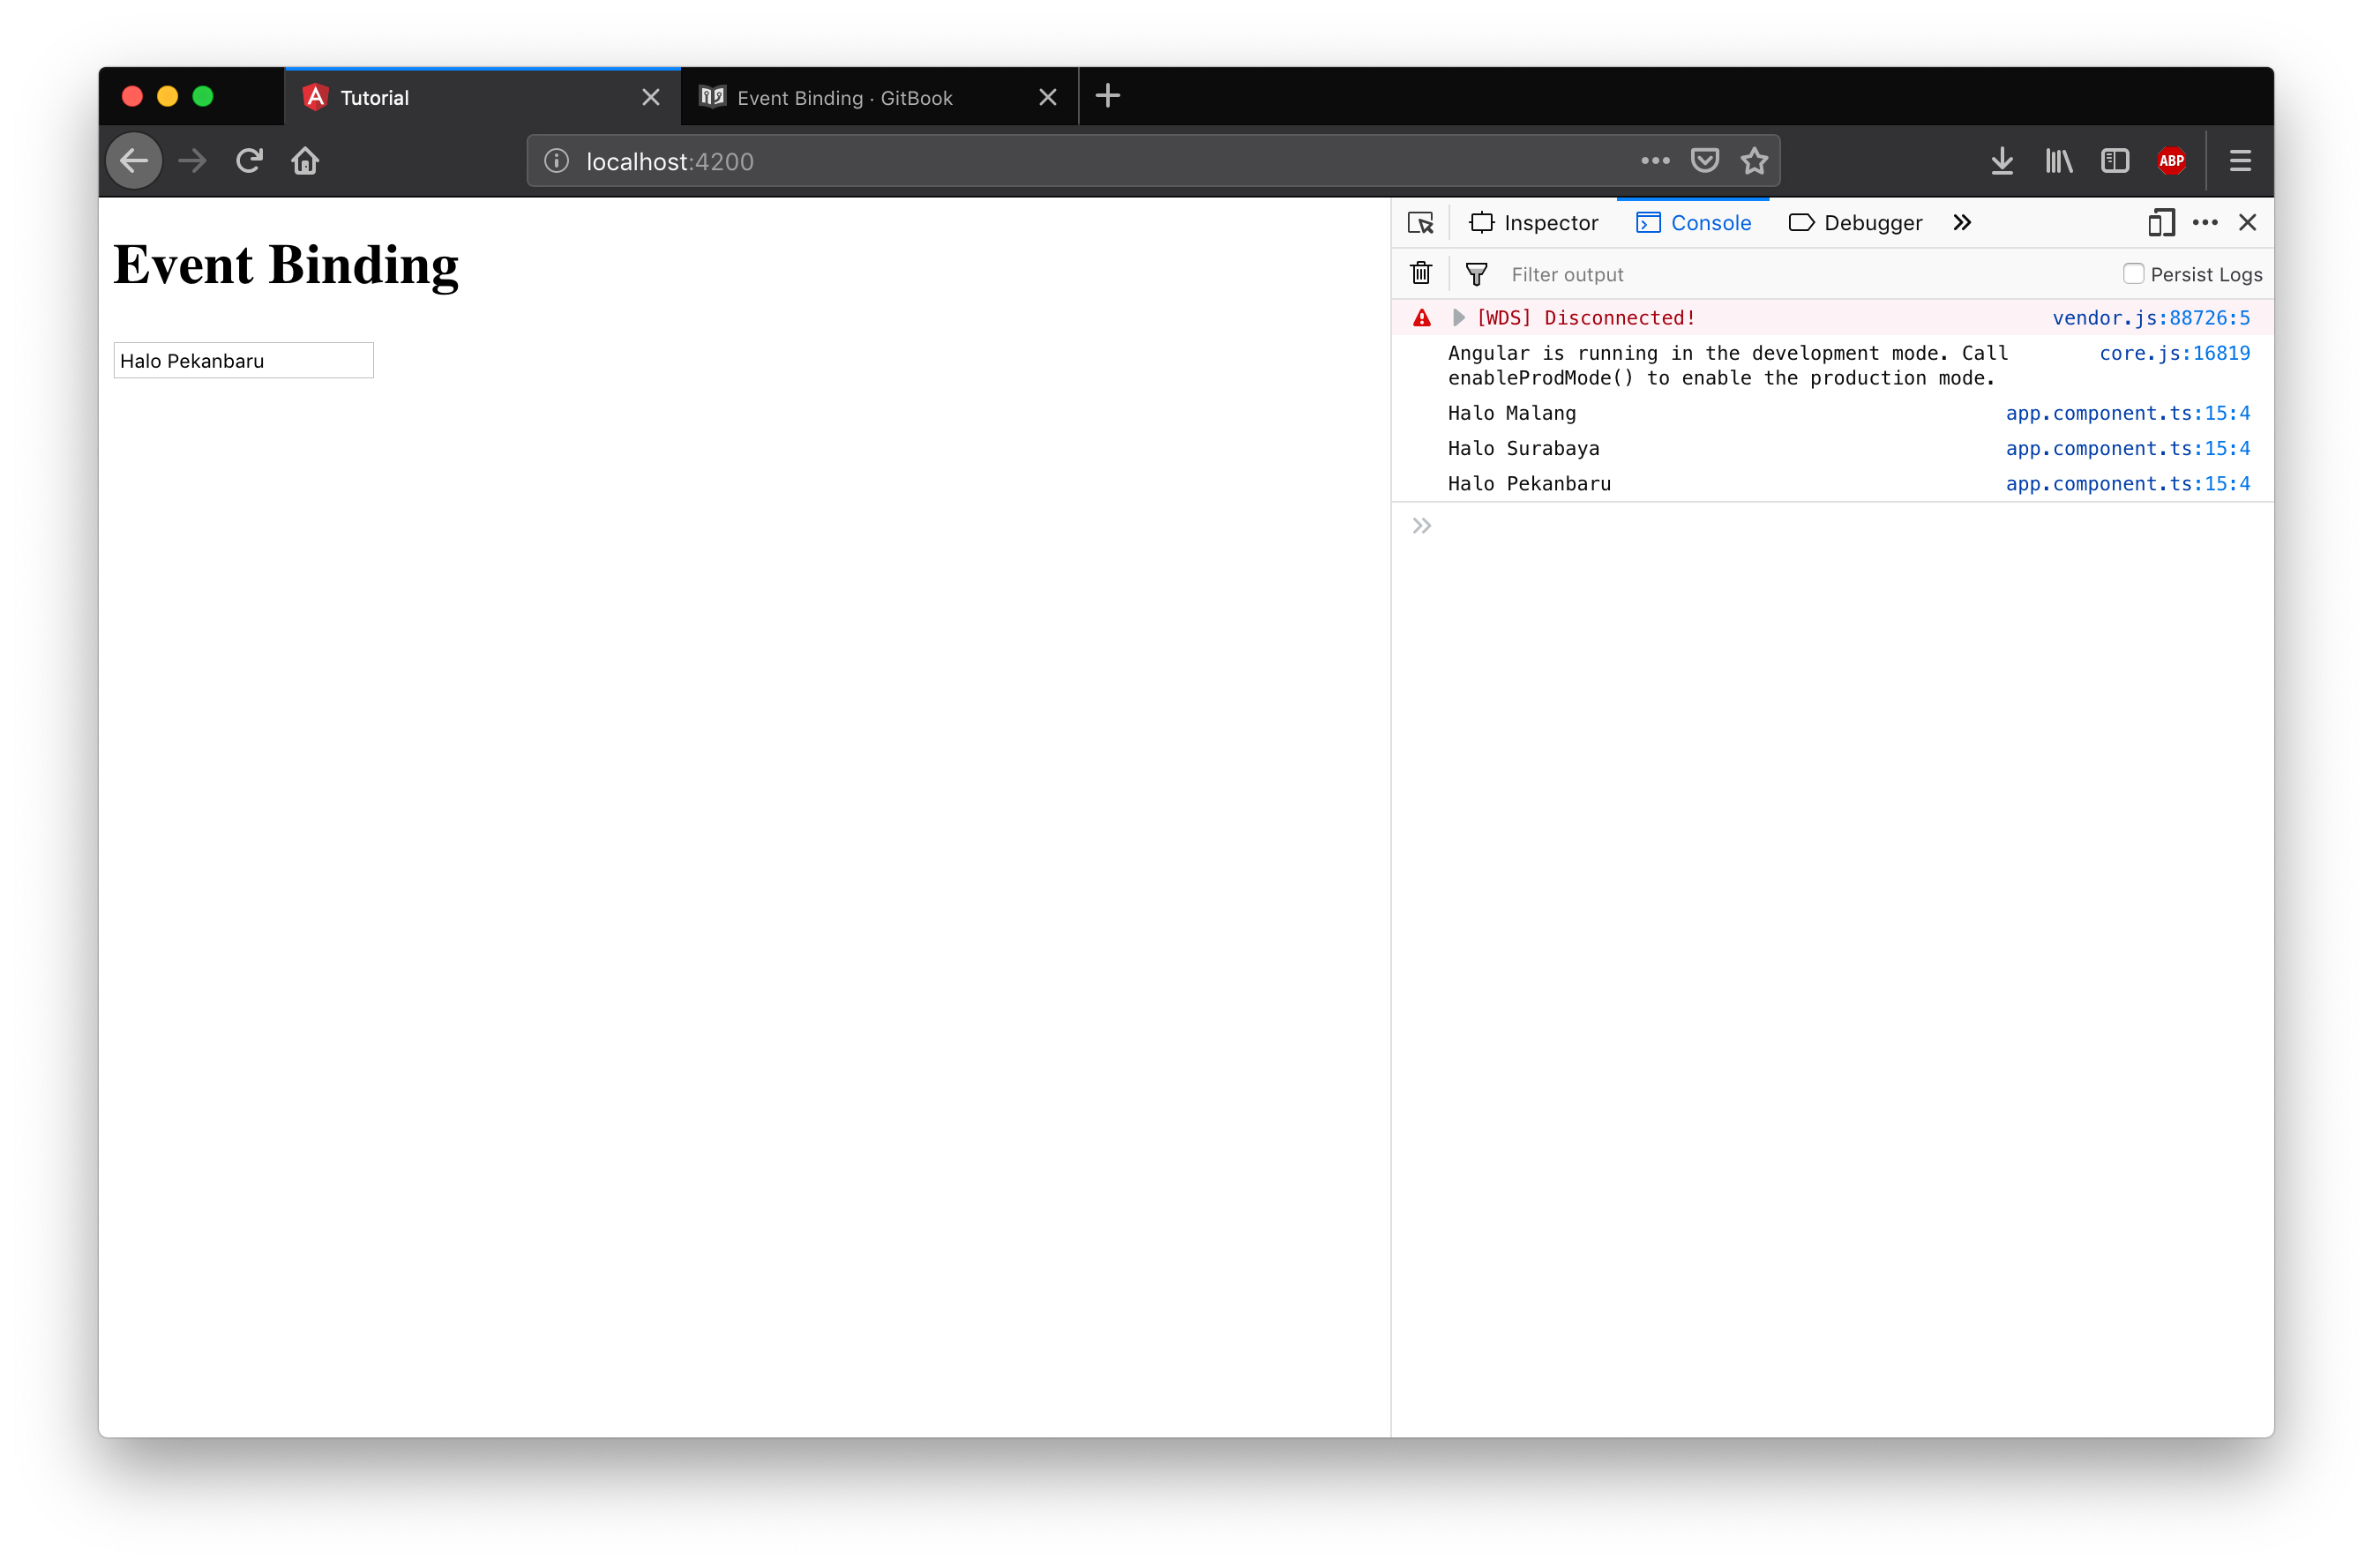 Tutorial
Event Binding · GitBook
localhost:4200
ABP
Event Binding
Halo Pekanbaru
Inspector
Console
Debugger
Filter output
Persist Logs
[WDS] Disconnected!
vendor.js:88726:5
Angular is running in the development mode. Call
core.js:16819
enableProdMode() to enable the production mode.
Halo Malang
app.component.ts:15:4
Halo Surabaya
app.component.ts:15:4
Halo Pekanbaru
app.component.ts:15:4